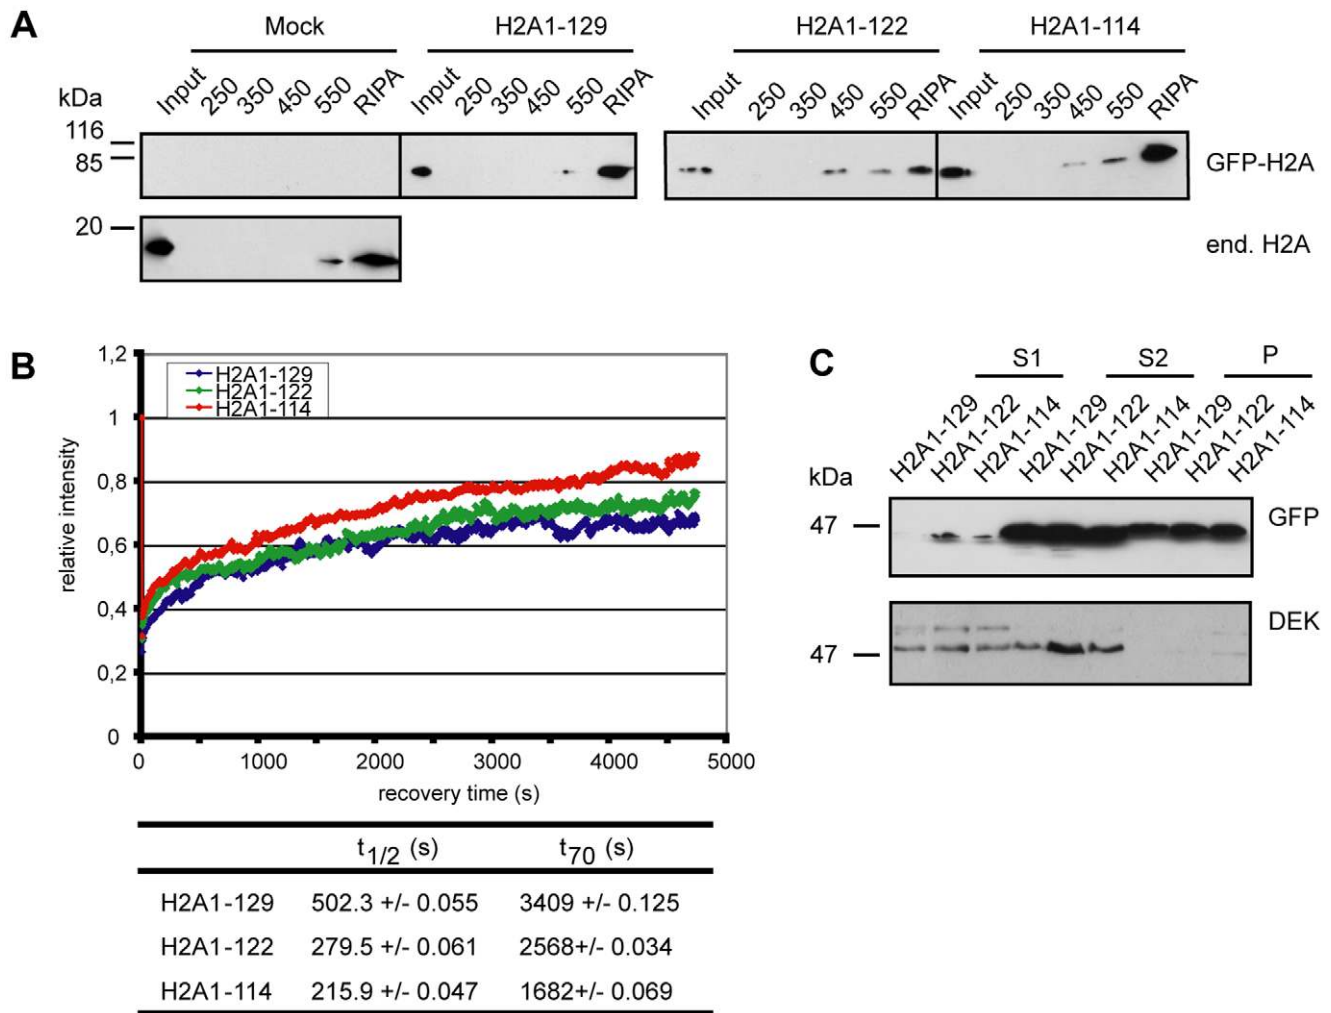 A
Mock
H2A1-129
H2A1-122
H2A1-114
kDa
Input 250 350 450 550 RIPA Input 250 350 450 550 RIPA Input 250 350 450 550 RIPA Input 250 350 450 550 RIPA
116
85
GFP-H2A
20
end. H2A
B
1,2
1
0,8
0,6
0,4
0,2
0
H2A1-129
H2A1-122
H2A1-114
relative intensity
0 1000 2000 3000 4000 5000
recovery time (s)
t1/2 (s) t70 (s)
H2A1-129 502.3 +/- 0.055 3409 +/- 0.125
H2A1-122 279.5 +/- 0.061 2568+/- 0.034
H2A1-114 215.9 +/- 0.047 1682+/- 0.069
C
S1 S2 P
H2A1-129 H2A1-122 H2A1-114 H2A1-129 H2A1-122 H2A1-114 H2A1-129 H2A1-122 H2A1-114
kDa
47
GFP
47
DEK